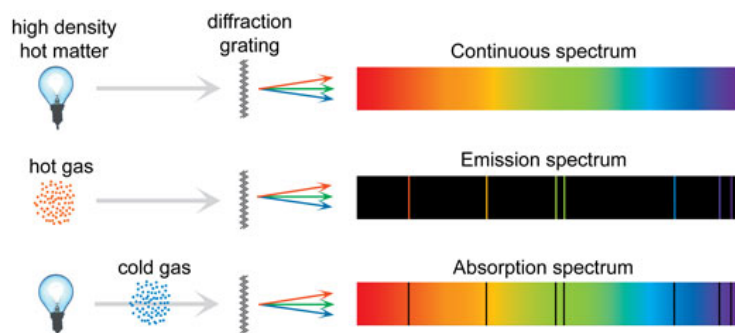 high density
hot matter
diffraction
grating
Continuous spectrum
hot gas
Emission spectrum
cold gas
Absorption spectrum